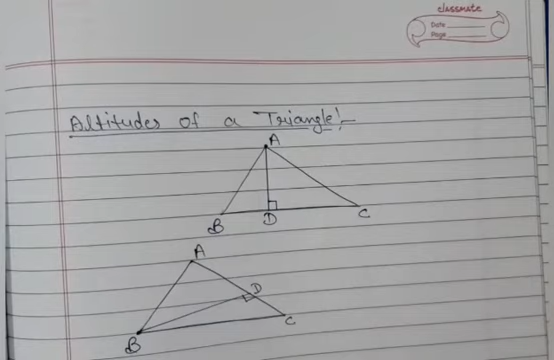 classmate
Date
Page
Altitudes of a Triangle!-
A
B D C
A
D
C
B